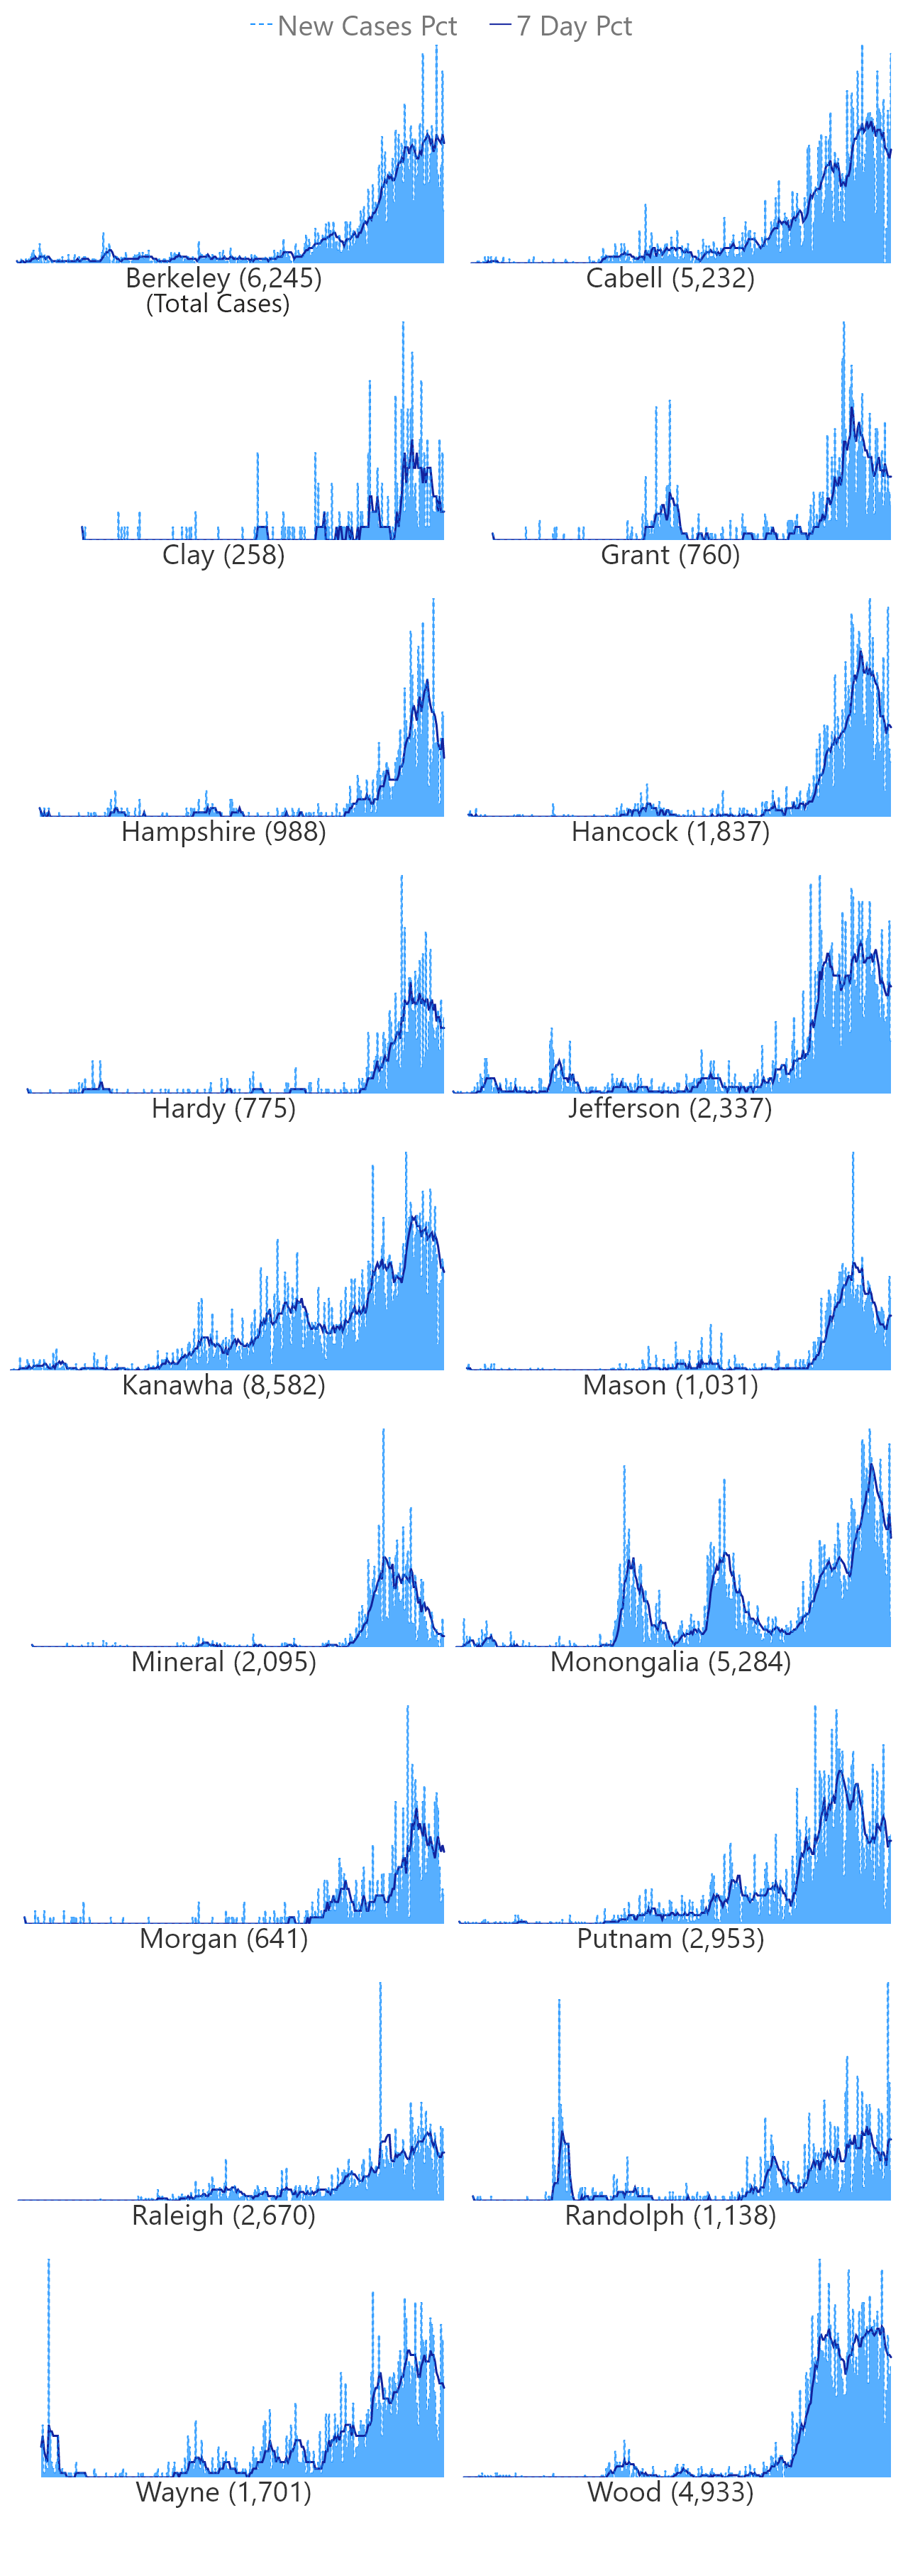 New Cases Pct 7 Day Pct
Berkeley (6,245) Cabell (5,232)
(Total Cases)
Clay (258) Grant (760)
Hampshire (988) Hancock (1,837)
Hardy (775) Jefferson (2,337)
Kanawha (8,582) Mason (1,031)
Mineral (2,095) Monongalia (5,284)
Morgan (641) Putnam (2,953)
Raleigh (2,670) Randolph (1,138)
Wayne (1,701) Wood (4,933)